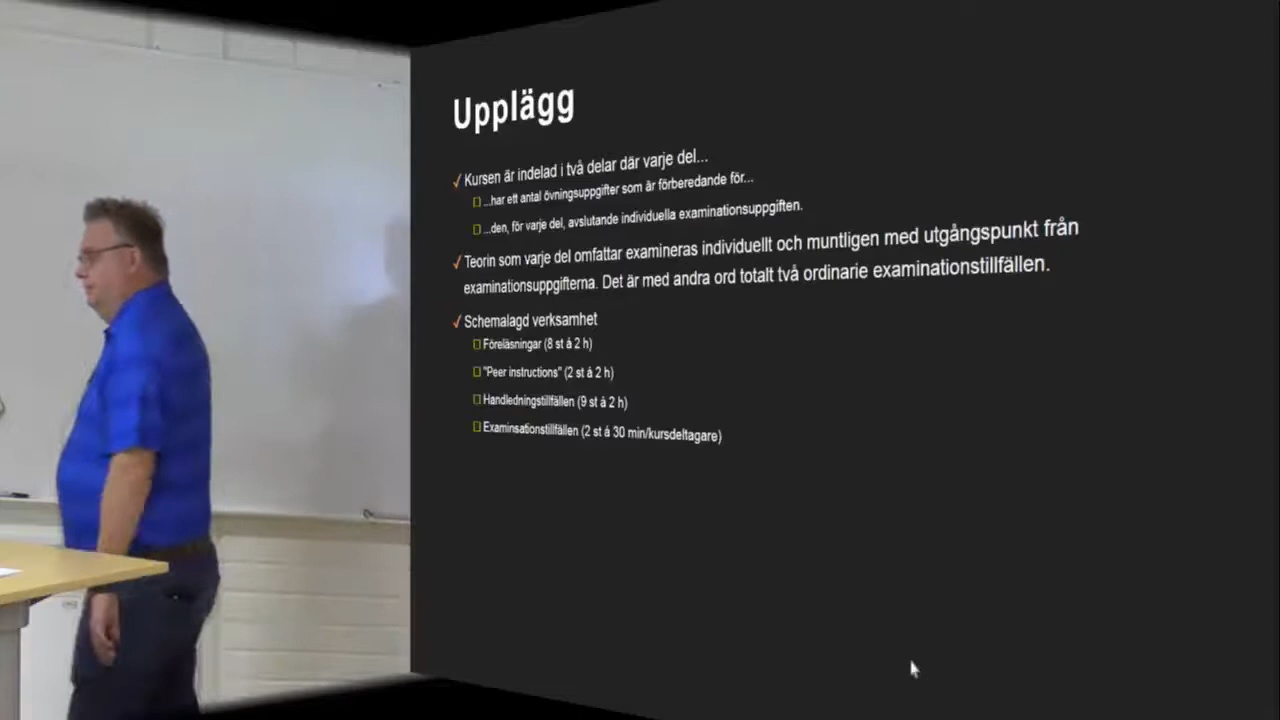 Upplägg
Kursen är indelad i två delar där varje del...
...har ett antal övningsuppgifter som är förberedande för...
...den, för varje del, avslutande individuella examinationsuppgiften.
Teorin som varje del omfattar examineras individuellt och muntligen med utgångspunkt från
examinationsuppgifterna. Det är med andra ord totalt två ordinarie examinationstillfällen.
Schemalagd verksamhet
Föreläsningar (8 st á 2 h)
"Peer instructions" (2 st á 2 h)
Handledningstillfällen (9 st á 2 h)
Examinsationstillfällen (2 st á 30 min/kursdeltagare)